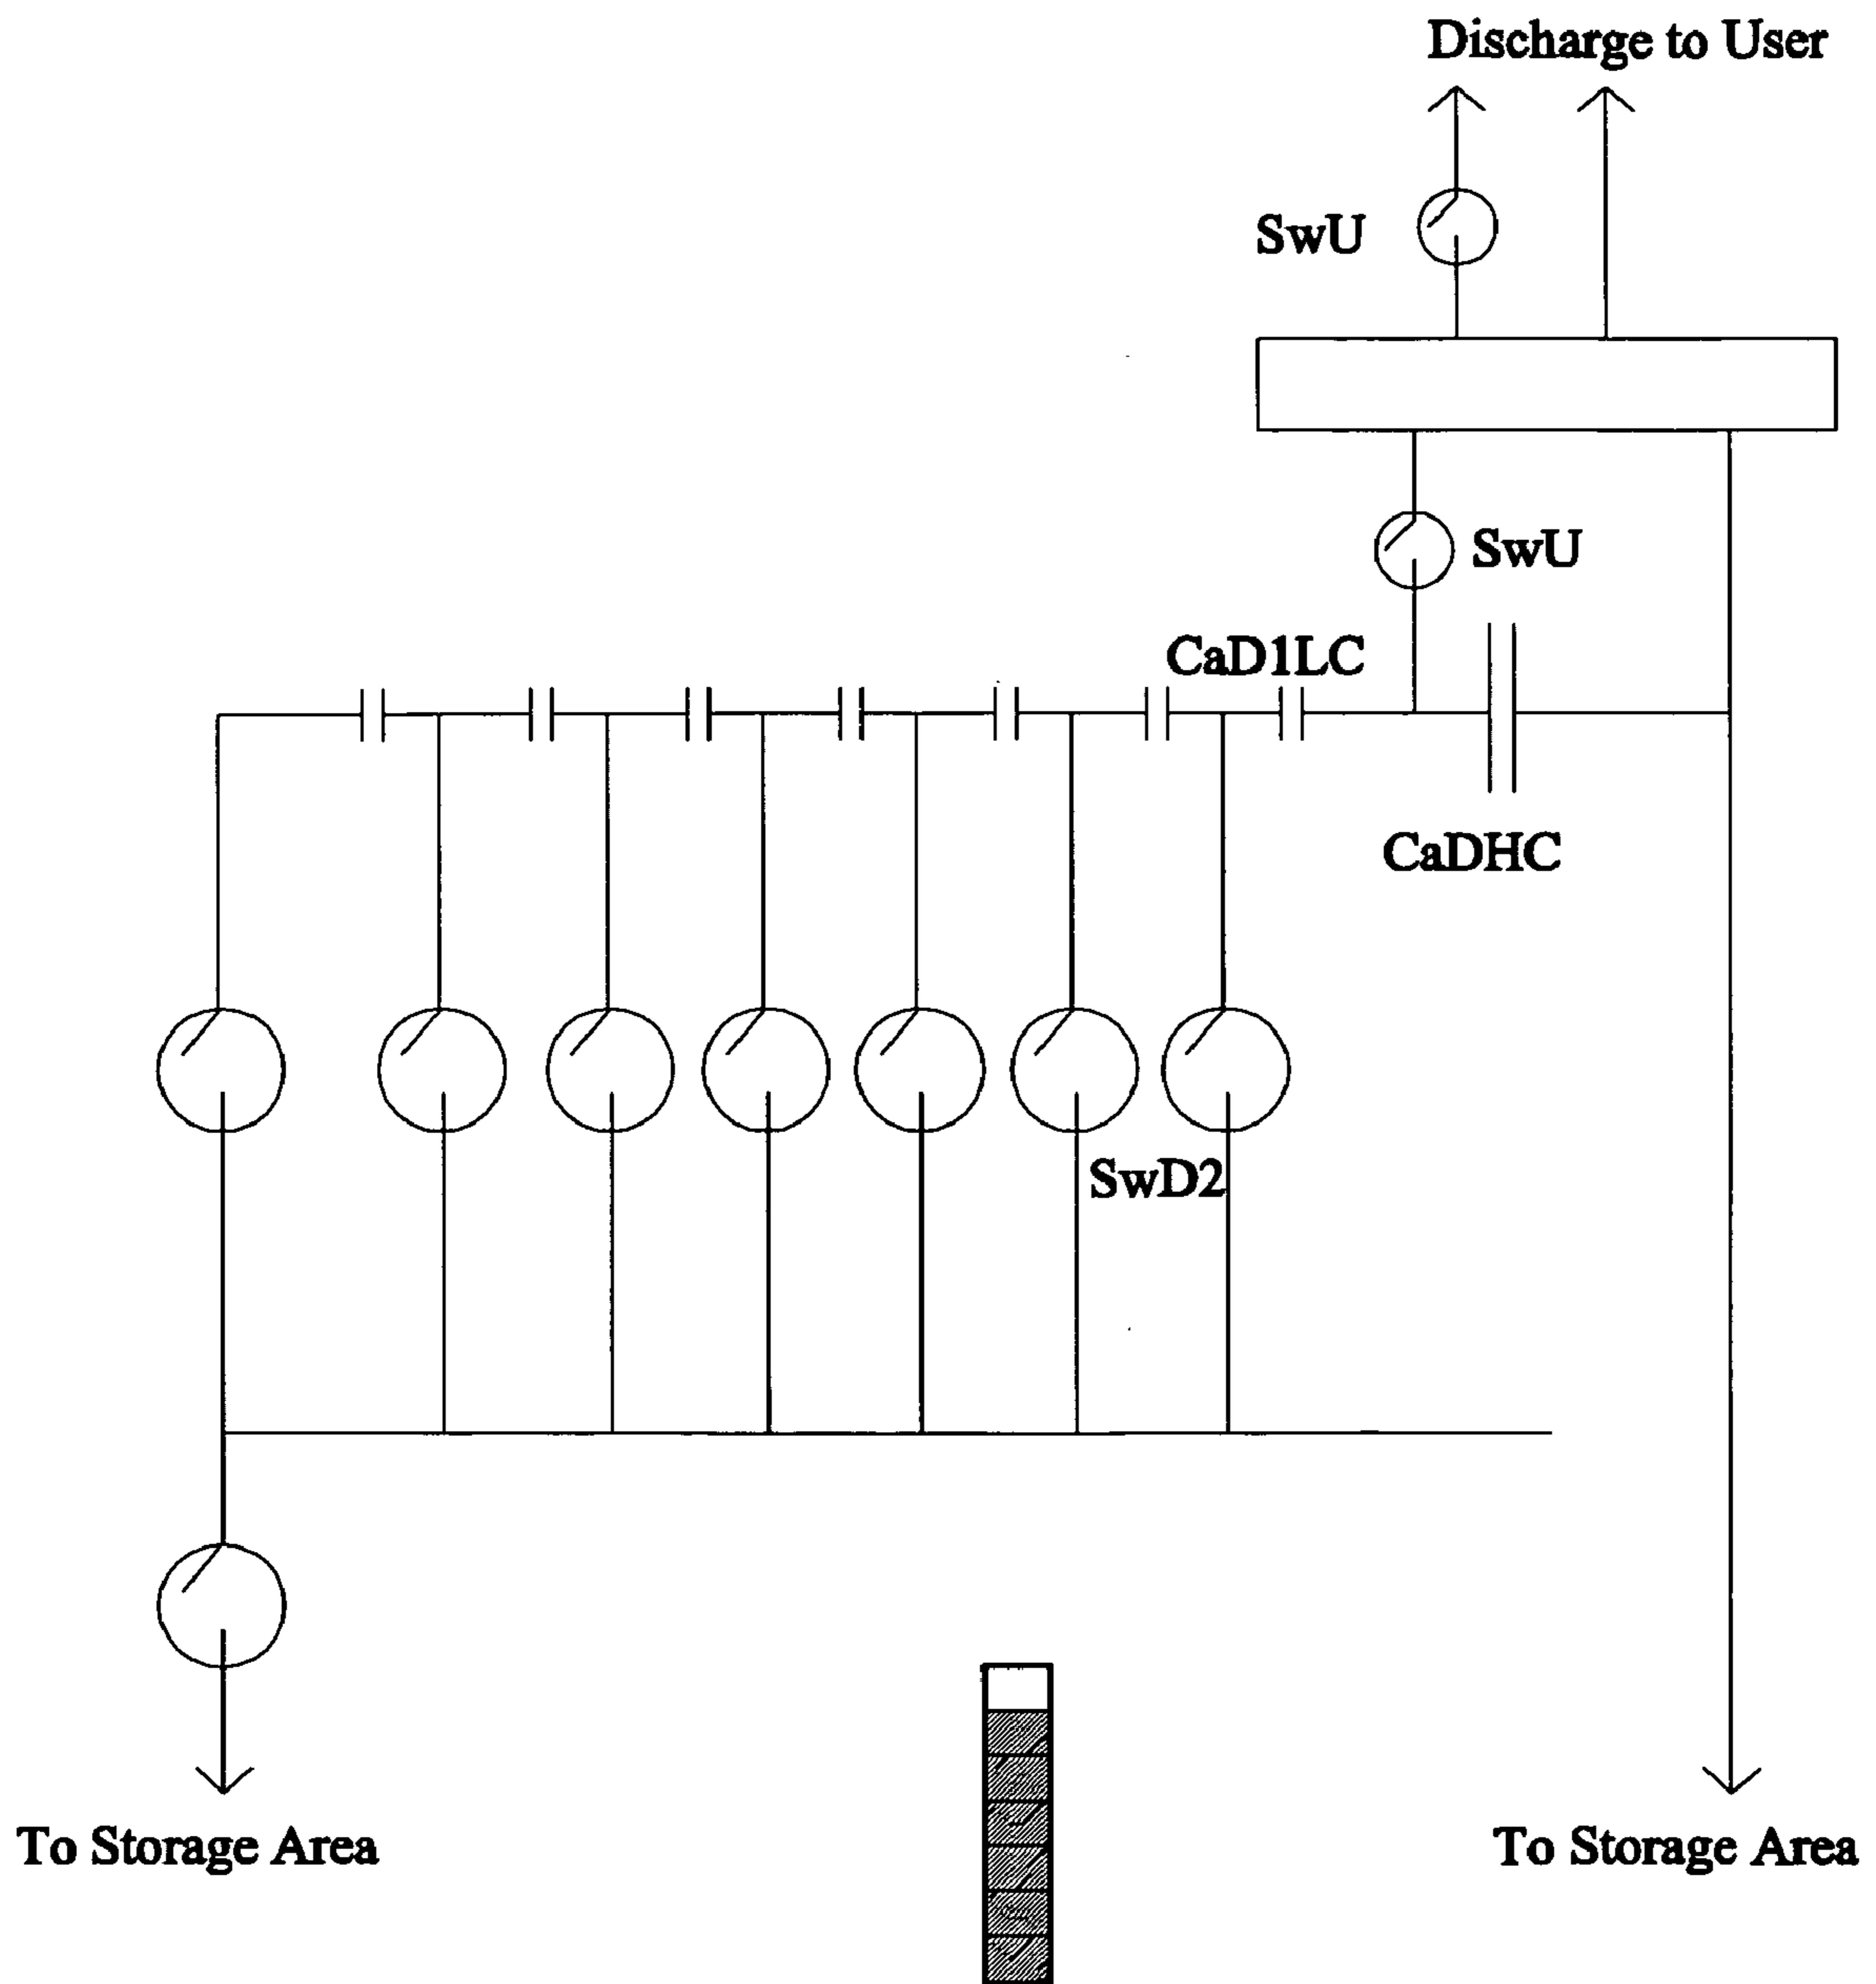 Discharge to User
SwU
SwU
CaD1LC
CaDHC
SwD2
To Storage Area
To Storage Area